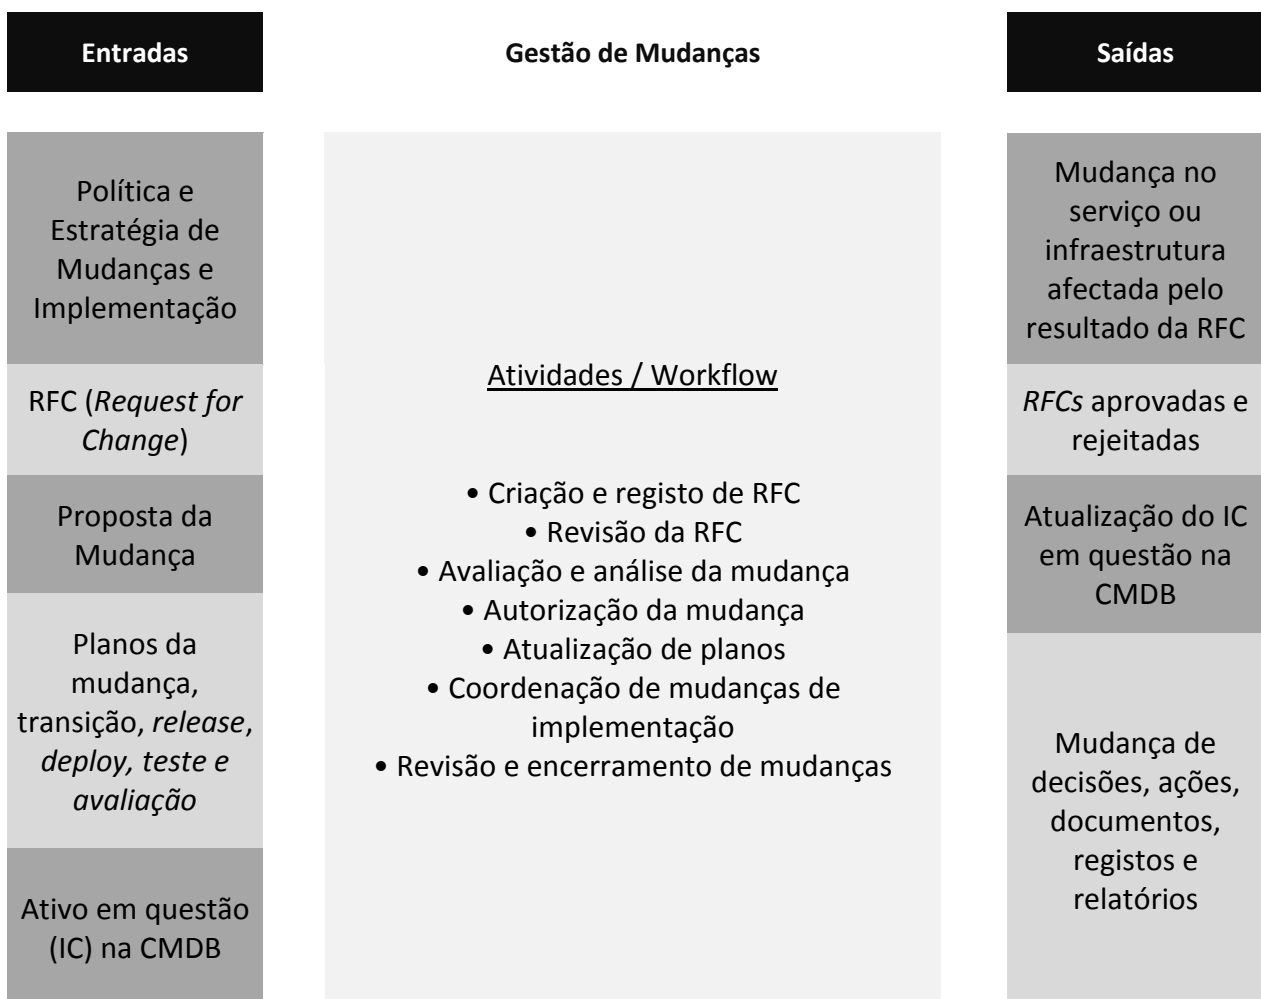 Entradas
Gestão de Mudanças
Saídas
Política e
Estratégia de
Mudanças e
Implementação
RFC (Request for
Change)
Proposta da
Mudança
Planos da
mudança,
transição, release,
deploy, teste e
avaliação
Ativo em questão
(IC) na CMDB
Atividades / Workflow
• Criação e registo de RFC
• Revisão da RFC
• Avaliação e análise da mudança
• Autorização da mudança
• Atualização de planos
• Coordenação de mudanças de
implementação
• Revisão e encerramento de mudanças
Mudança no
serviço ou
infraestrutura
afectada pelo
resultado da RFC
RFCs aprovadas e
rejeitadas
Atualização do IC
em questão na
CMDB
Mudança de
decisões, ações,
documentos,
registos e
relatórios